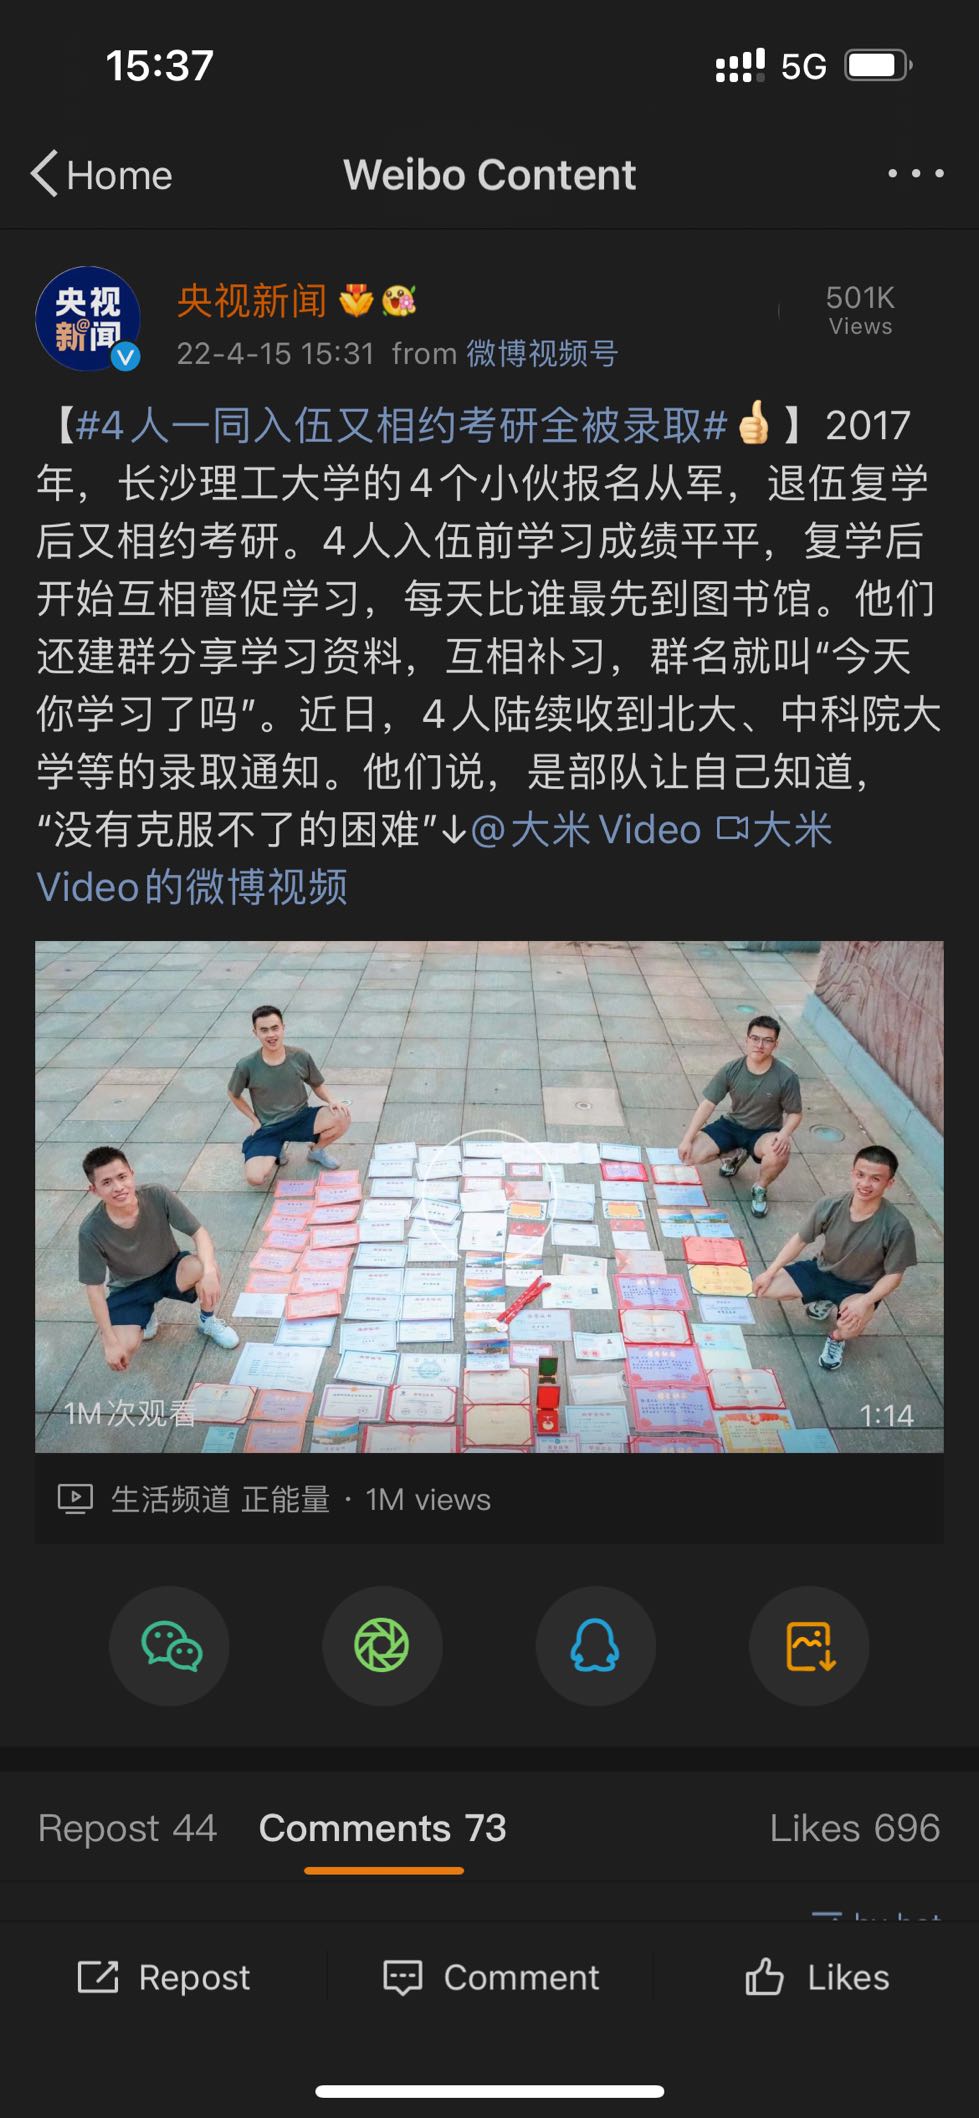 15:37
5G
Home
Weibo Content
央视
新@闻
央视新闻
501K
Views
22-4-15 15:31 from 微博视频号
【#4人一同入伍又相约考研全被录取#👍】2017
年，长沙理工大学的4个小伙报名从军，退伍复学
后又相约考研。4人入伍前学习成绩平平，复学后
开始互相督促学习，每天比谁最先到图书馆。他们
还建群分享学习资料，互相补习，群名就叫“今天
你学习了吗”。近日，4人陆续收到北大、中科院大
学等的录取通知。他们说，是部队让自己知道，
“没有克服不了的困难”↓@大米Video 大米
Video的微博视频
1M次观看
1:14
生活频道 正能量 · 1M views
Repost 44
Comments 73
Likes 696
Repost
Comment
Likes